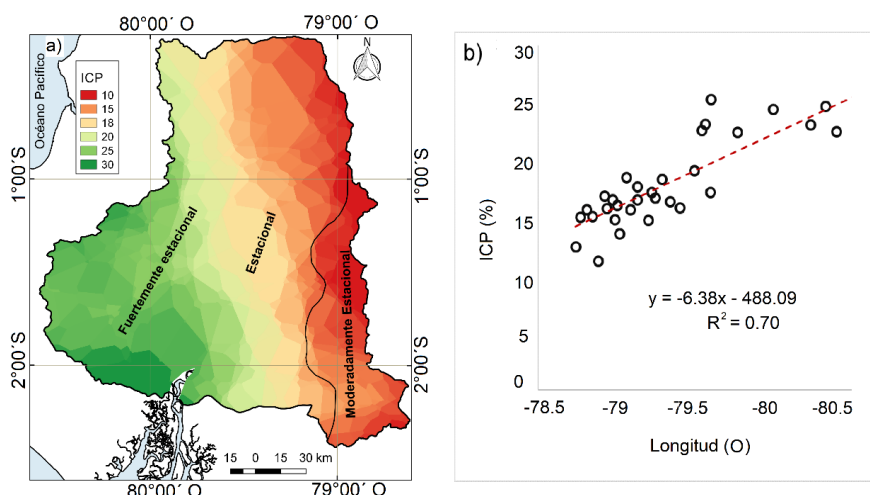 a)
80°00´ O
79°00´ O
N
Océano Pacífico
ICP
10
15
18
20
25
30
1°00´S
1°00´S
Fuertemente estacional
Estacional
Moderadamente Estacional
2°00´S
2°00´S
15 0 15 30 km
80°00´ O
79°00´ O
b)
30
25
20
15
10
5
0
ICP (%)
y = -6.38x - 488.09
R2 = 0.70
-78.5 -79 -79.5 -80 -80.5
Longitud (O)